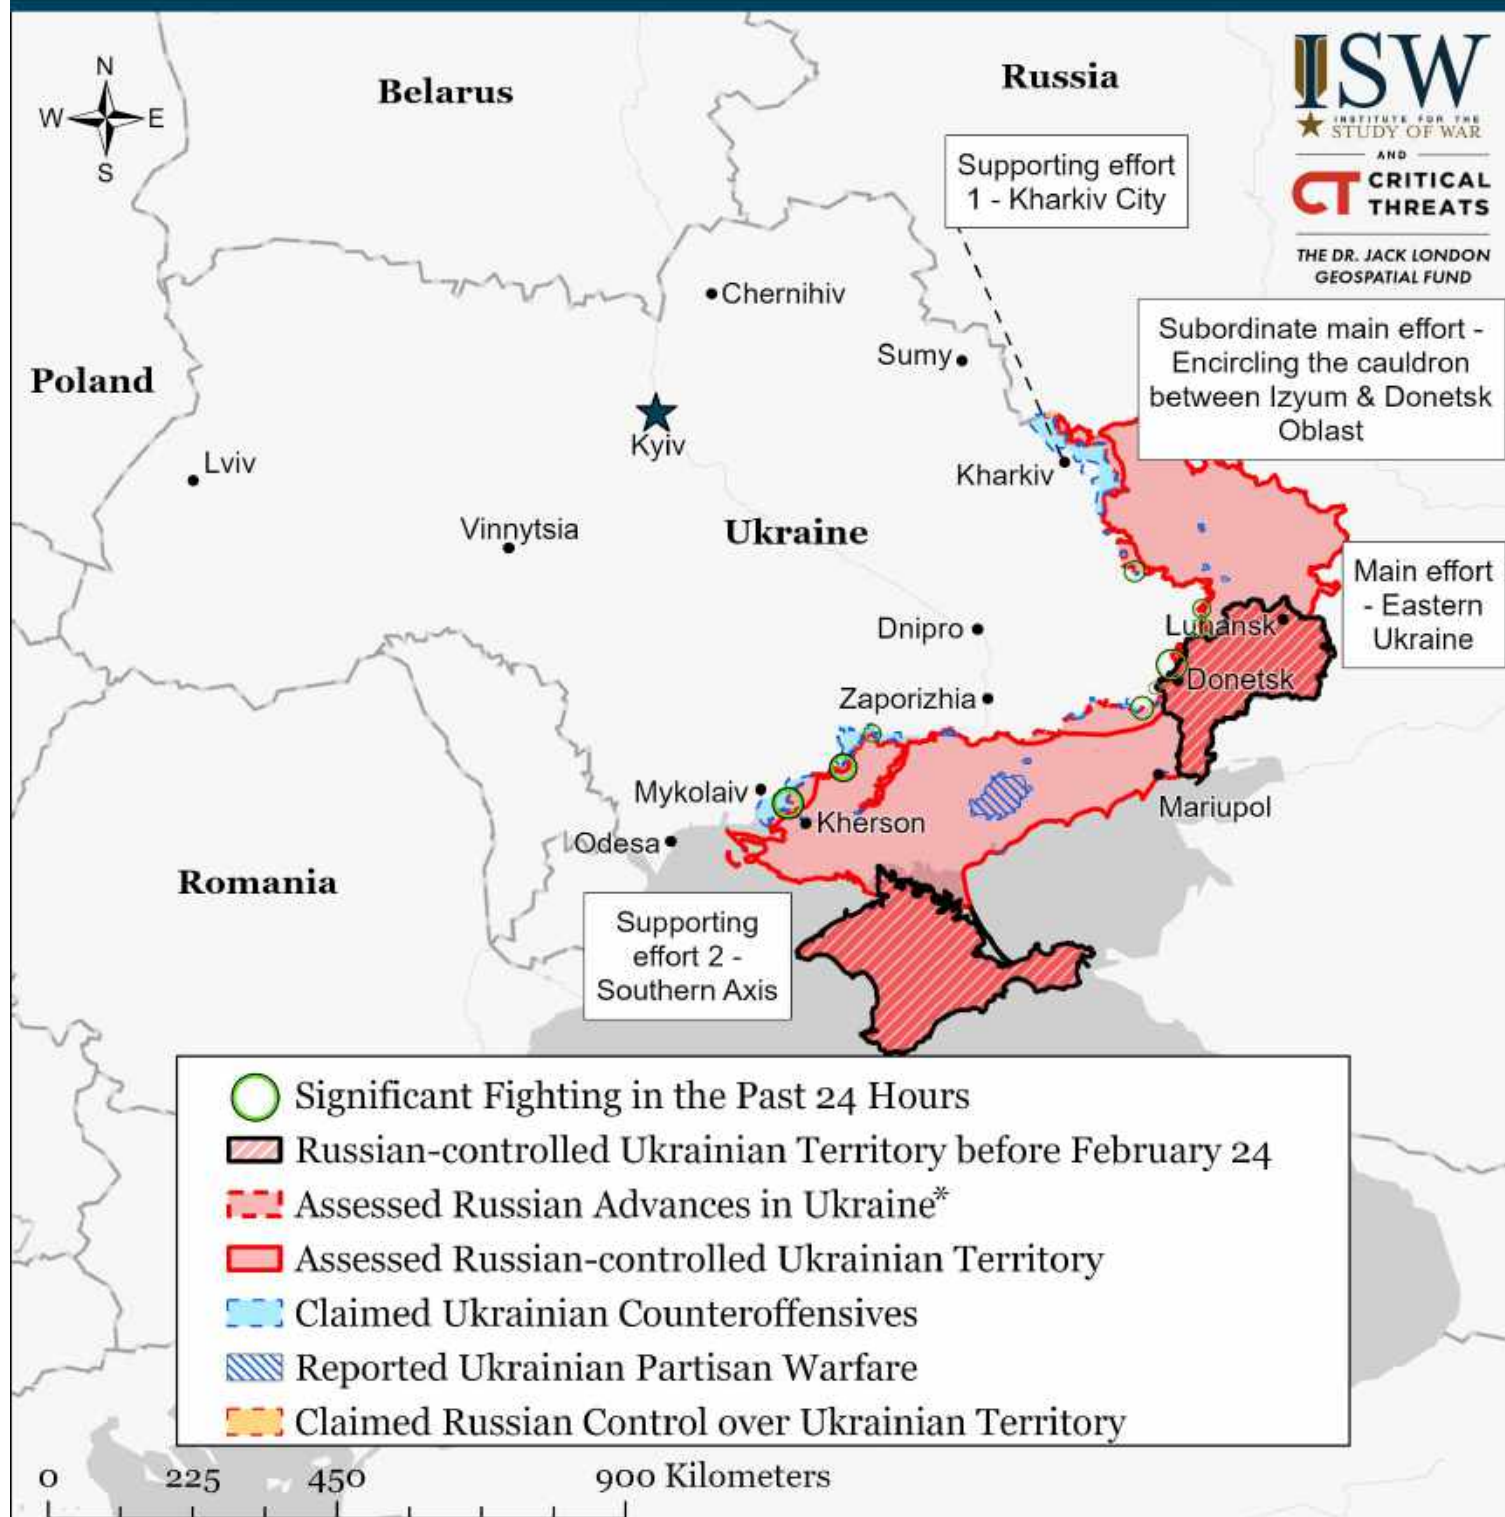 N
W E
S
Belarus
Russia
ISW
INSTITUTE FOR THE
STUDY OF WAR
AND
CT CRITICAL
THREATS
THE DR. JACK LONDON
GEOSPATIAL FUND
Supporting effort
1 - Kharkiv City
Chernihiv
Subordinate main effort -
Encircling the cauldron
between Izyum & Donetsk
Oblast
Sumy
Poland
Kyiv
Lviv
Kharkiv
Vinnytsia
Ukraine
Main effort
- Eastern
Ukraine
Dnipro
Luhansk
Donetsk
Zaporizhia
Mykolaiv
Mariupol
Kherson
Odesa
Romania
Supporting
effort 2 -
Southern Axis
Significant Fighting in the Past 24 Hours
Russian-controlled Ukrainian Territory before February 24
Assessed Russian Advances in Ukraine*
Assessed Russian-controlled Ukrainian Territory
Claimed Ukrainian Counteroffensives
Reported Ukrainian Partisan Warfare
Claimed Russian Control over Ukrainian Territory
0 225 450 900 Kilometers